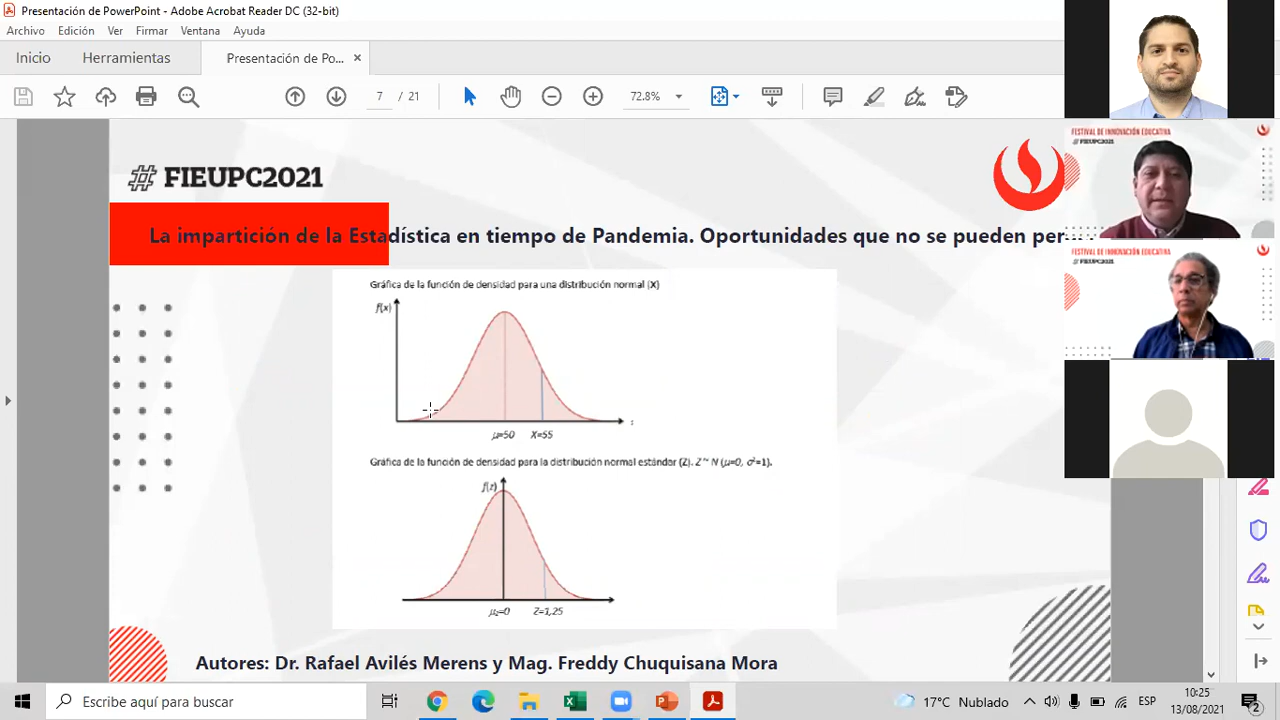 Presentación de PowerPoint - Adobe Acrobat Reader DC (32-bit)
Archivo Edición Ver Firmar Ventana Ayuda
Inicio Herramientas Presentación de Po... ×
7 / 21 72.8%
# FIEUPC2021
La impartición de la Estadística en tiempo de Pandemia. Oportunidades que no se pueden per
Gráfica de la función de densidad para una distribución normal (X)
f(x)
μ=50 X=55
Gráfica de la función de densidad para la distribución normal estándar (Z). Z ~ N (μ=0, σ²=1).
f(z)
μz=0 Z=1,25
Autores: Dr. Rafael Avilés Merens y Mag. Freddy Chuquisana Mora
FESTIVAL DE INNOVACIÓN EDUCATIVA
# FIEUPC2021
FESTIVAL DE INNOVACIÓN EDUCATIVA
# FIEUPC2021
Escribe aquí para buscar
17°C Nublado ESP 10:25
13/08/2021 2